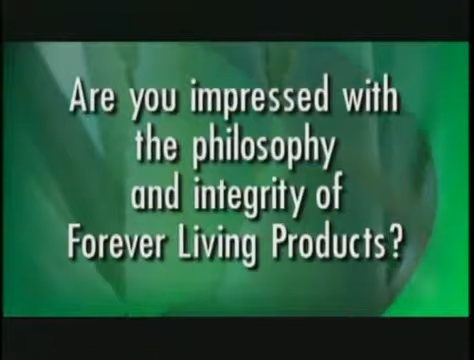 Are you impressed with
the philosophy
and integrity of
Forever Living Products?